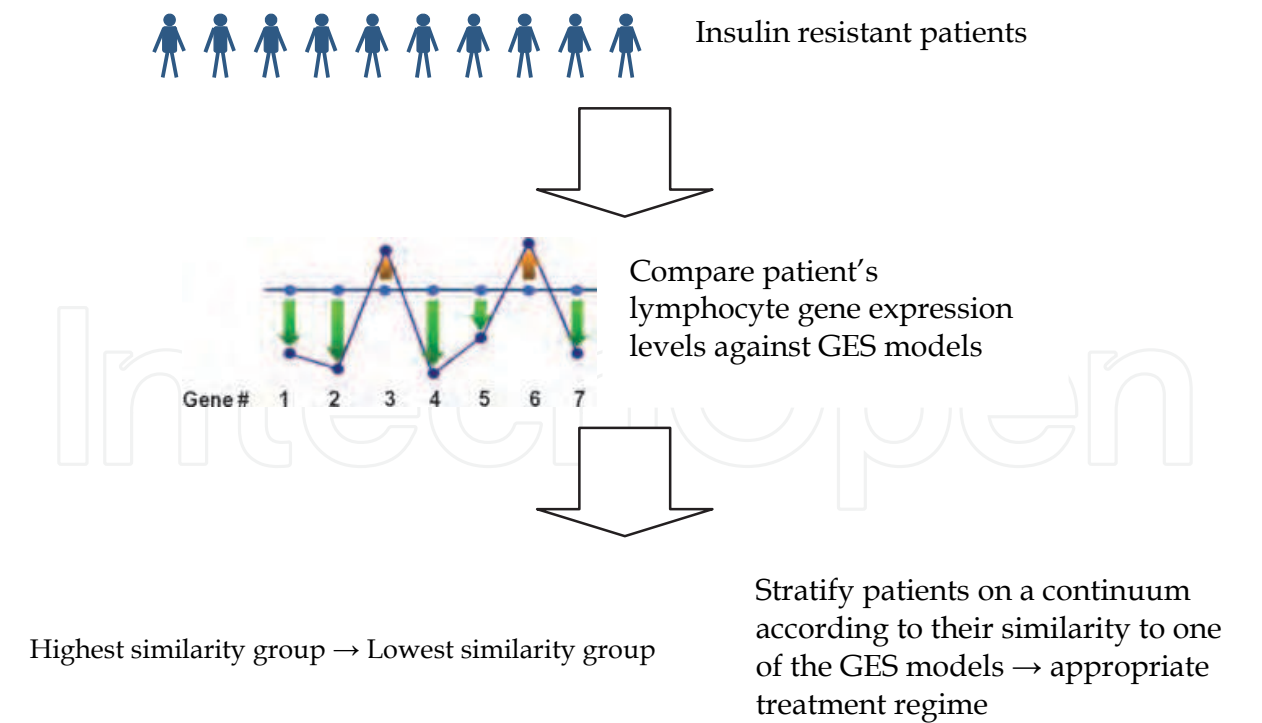 Insulin resistant patients
Compare patient's
lymphocyte gene expression
levels against GES models
Gene # 1 2 3 4 5 6 7
IntechOpen
Stratify patients on a continuum
according to their similarity to one
of the GES models → appropriate
treatment regime
Highest similarity group → Lowest similarity group